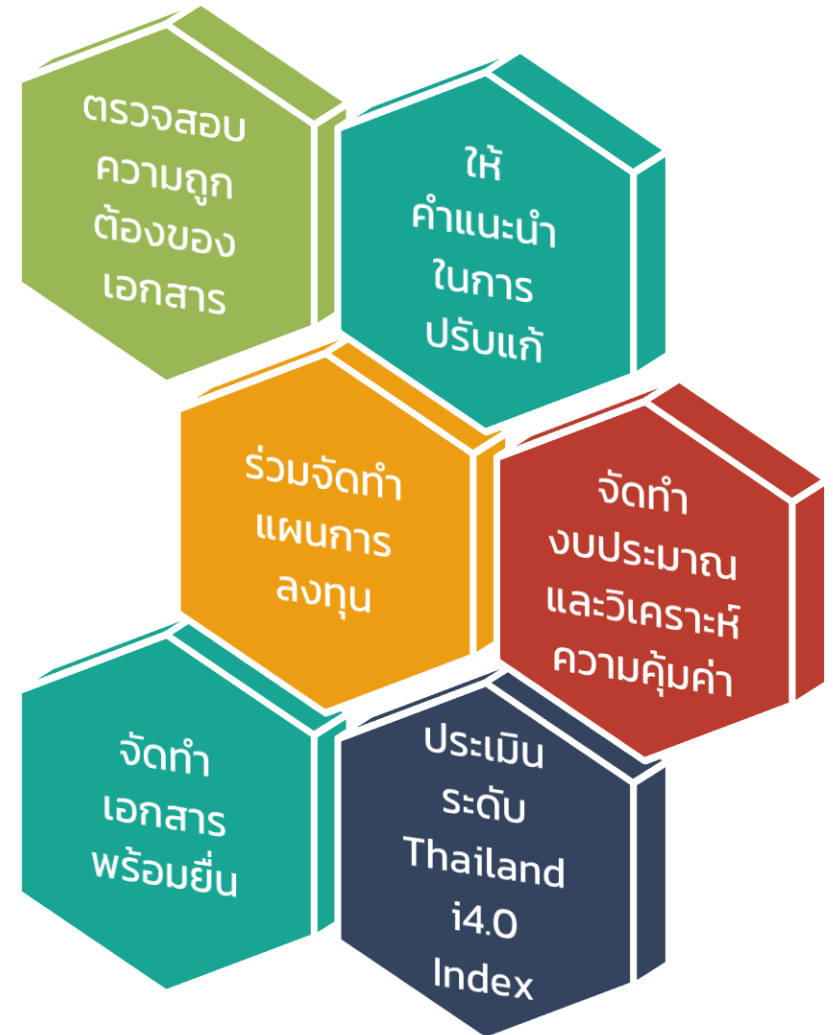 ตรวจสอบ
ความถูก
ต้องของ
เอกสาร
ให้
คำแนะนำ
ในการ
ปรับแก้
ร่วมจัดทำ
แผนการ
ลงทุน
จัดทำ
งบประมาณ
และวิเคราะห์
ความคุ้มค่า
จัดทำ
เอกสาร
พร้อมยื่น
ประเมิน
ระดับ
Thailand
i4.0
Index